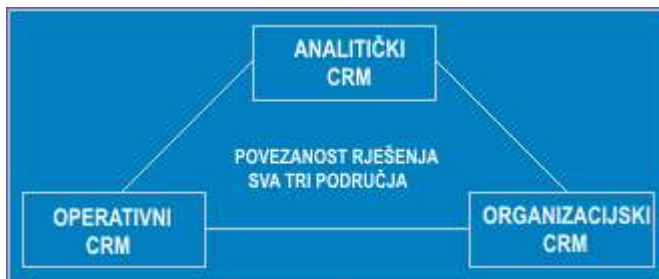 ANALITIČKI
CRM
POVEZANOST RJEŠENJA
SVA TRI PODRUČJA
OPERATIVNI
CRM
ORGANIZACIJSKI
CRM